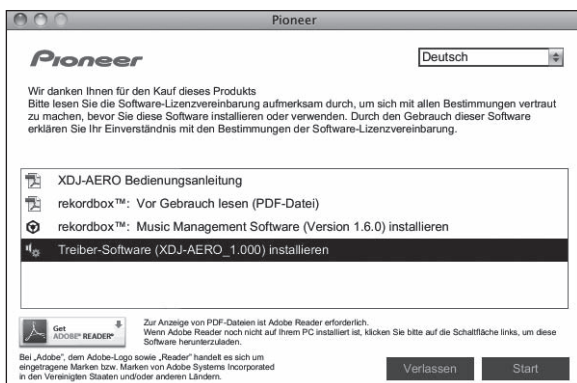 Pioneer
Pioneer
Deutsch
Wir danken Ihnen für den Kauf dieses Produkts
Bitte lesen Sie die Software-Lizenzvereinbarung aufmerksam durch, um sich mit allen Bestimmungen vertraut
zu machen, bevor Sie diese Software installieren oder verwenden. Durch den Gebrauch dieser Software
erklären Sie Ihr Einverständnis mit den Bestimmungen der Software-Lizenzvereinbarung.
XDJ-AERO Bedienungsanleitung
rekordbox™: Vor Gebrauch lesen (PDF-Datei)
rekordbox™: Music Management Software (Version 1.6.0) installieren
Treiber-Software (XDJ-AERO_1.000) installieren
Get
ADOBE® READER®
Zur Anzeige von PDF-Dateien ist Adobe Reader erforderlich.
Wenn Adobe Reader noch nicht auf Ihrem PC installiert ist, klicken Sie bitte auf die Schaltfläche links, um diese
Software herunterzuladen.
Bei „Adobe”, dem Adobe-Logo sowie „Reader” handelt es sich um
eingetragene Marken bzw. Marken von Adobe Systems Incorporated
in den Vereinigten Staaten und/oder anderen Ländern.
Verlassen
Start